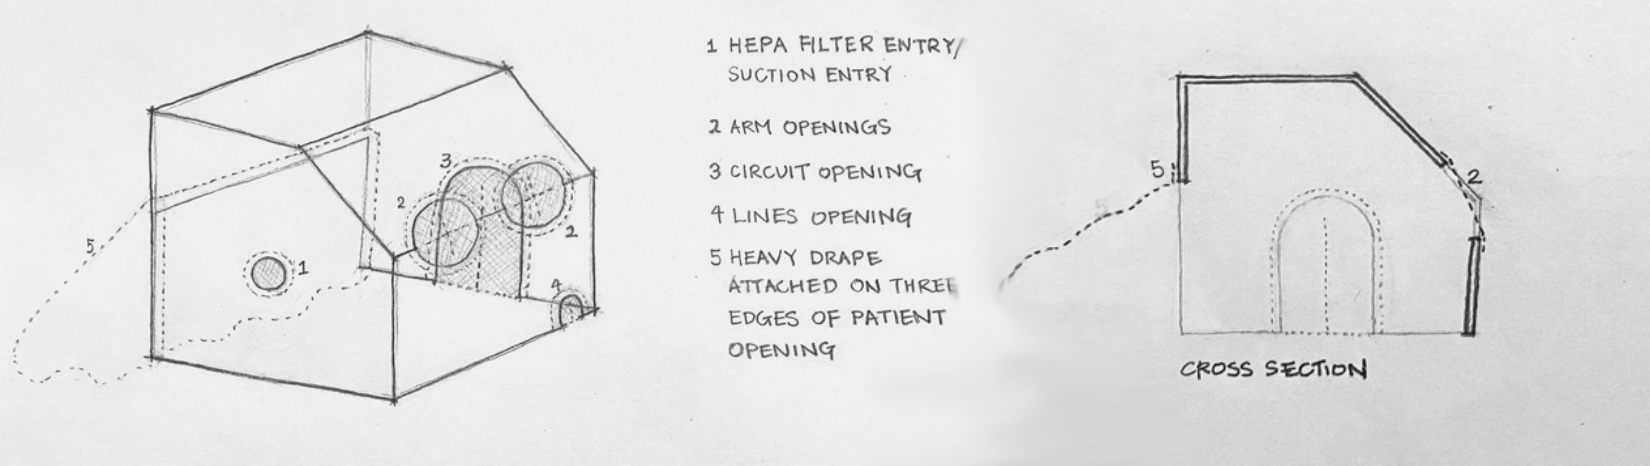 5
1
2
3
2
4
1 HEPA FILTER ENTRY/
SUCTION ENTRY
2 ARM OPENINGS
3 CIRCUIT OPENING
4 LINES OPENING
5 HEAVY DRAPE
ATTACHED ON THREE
EDGES OF PATIENT
OPENING
5
2
CROSS SECTION